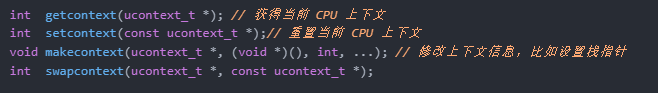 int  getcontext(ucontext_t *); // 获得当前 CPU 上下文
int  setcontext(const ucontext_t *);// 重置当前 CPU 上下文
void makecontext(ucontext_t *, (void *)(), int, ...); // 修改上下文信息，比如设置栈指针
int  swapcontext(ucontext_t *, const ucontext_t *);